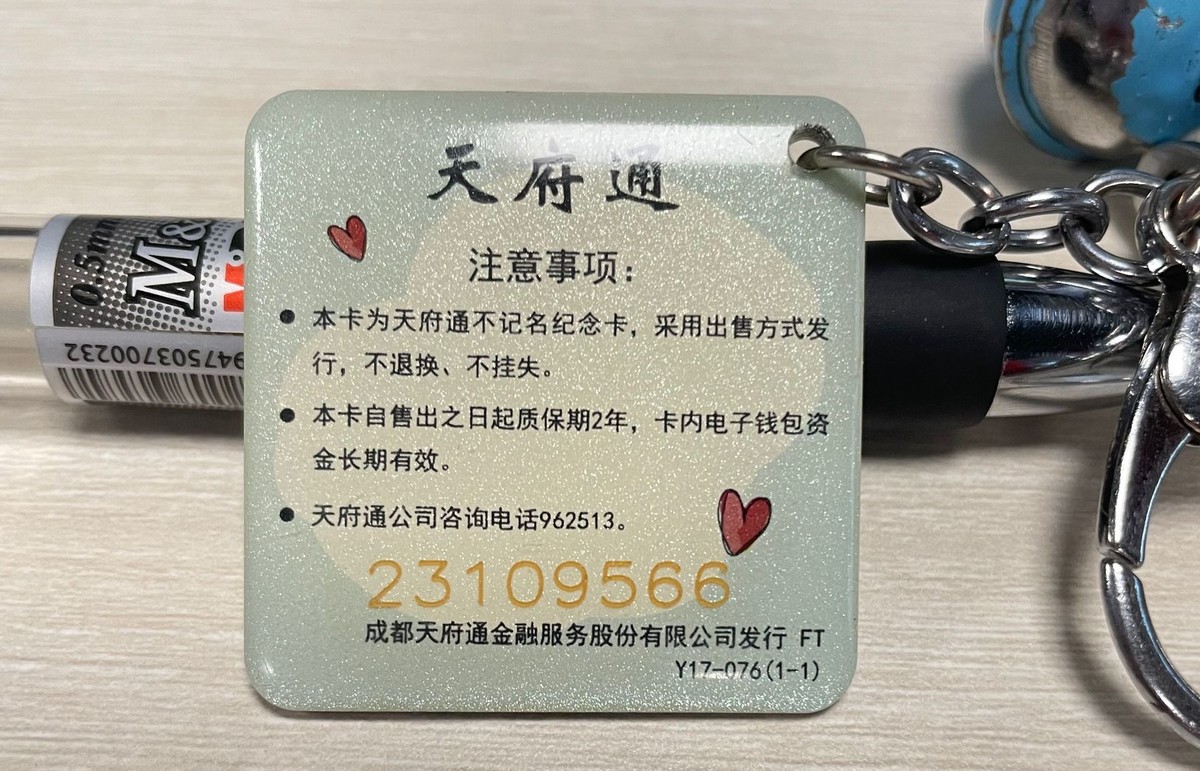 天府通
注意事项：
● 本卡为天府通不记名纪念卡，采用出售方式发
行，不退换、不挂失。
● 本卡自售出之日起质保期2年，卡内电子钱包资
金长期有效。
● 天府通公司咨询电话962513。
23109566
成都天府通金融服务股份有限公司发行 FT
Y17-076(1-1)
0.5mm
M&
947503700232